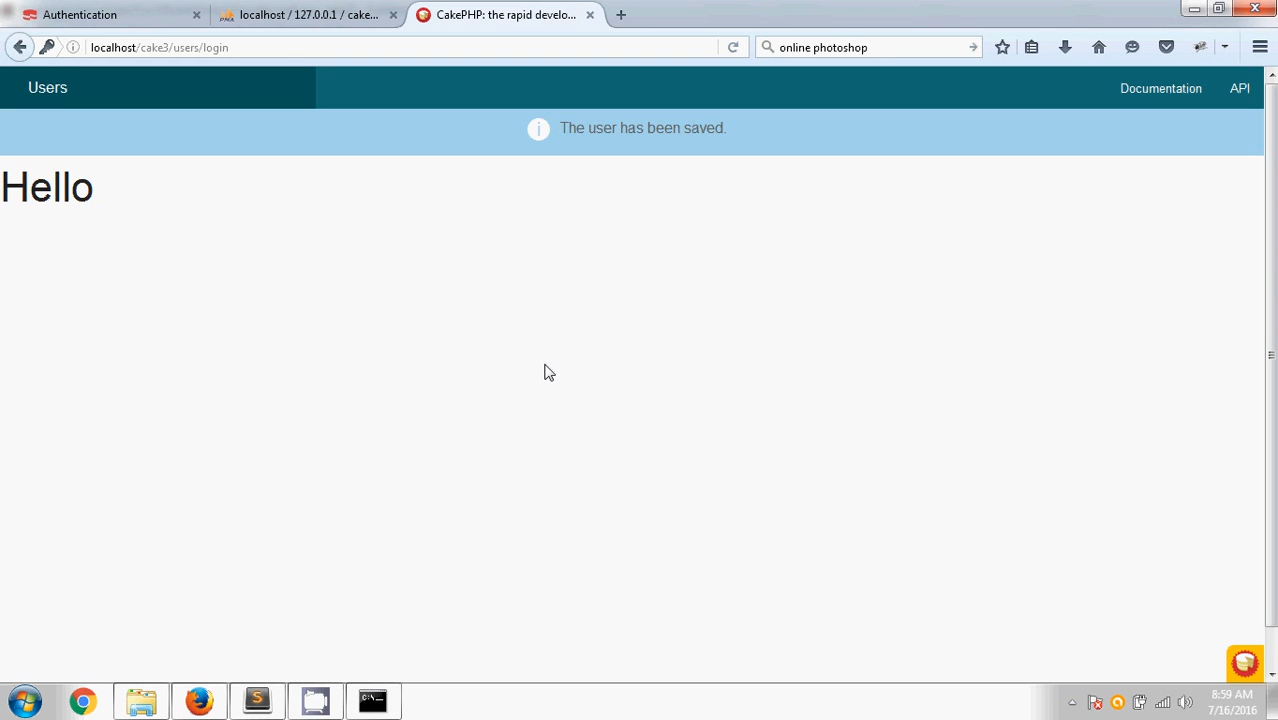 Authentication
localhost / 127.0.0.1 / cake...
CakePHP: the rapid develo...
localhost/cake3/users/login
online photoshop
Users
Documentation
API
The user has been saved.
Hello
8:59 AM
7/16/2016